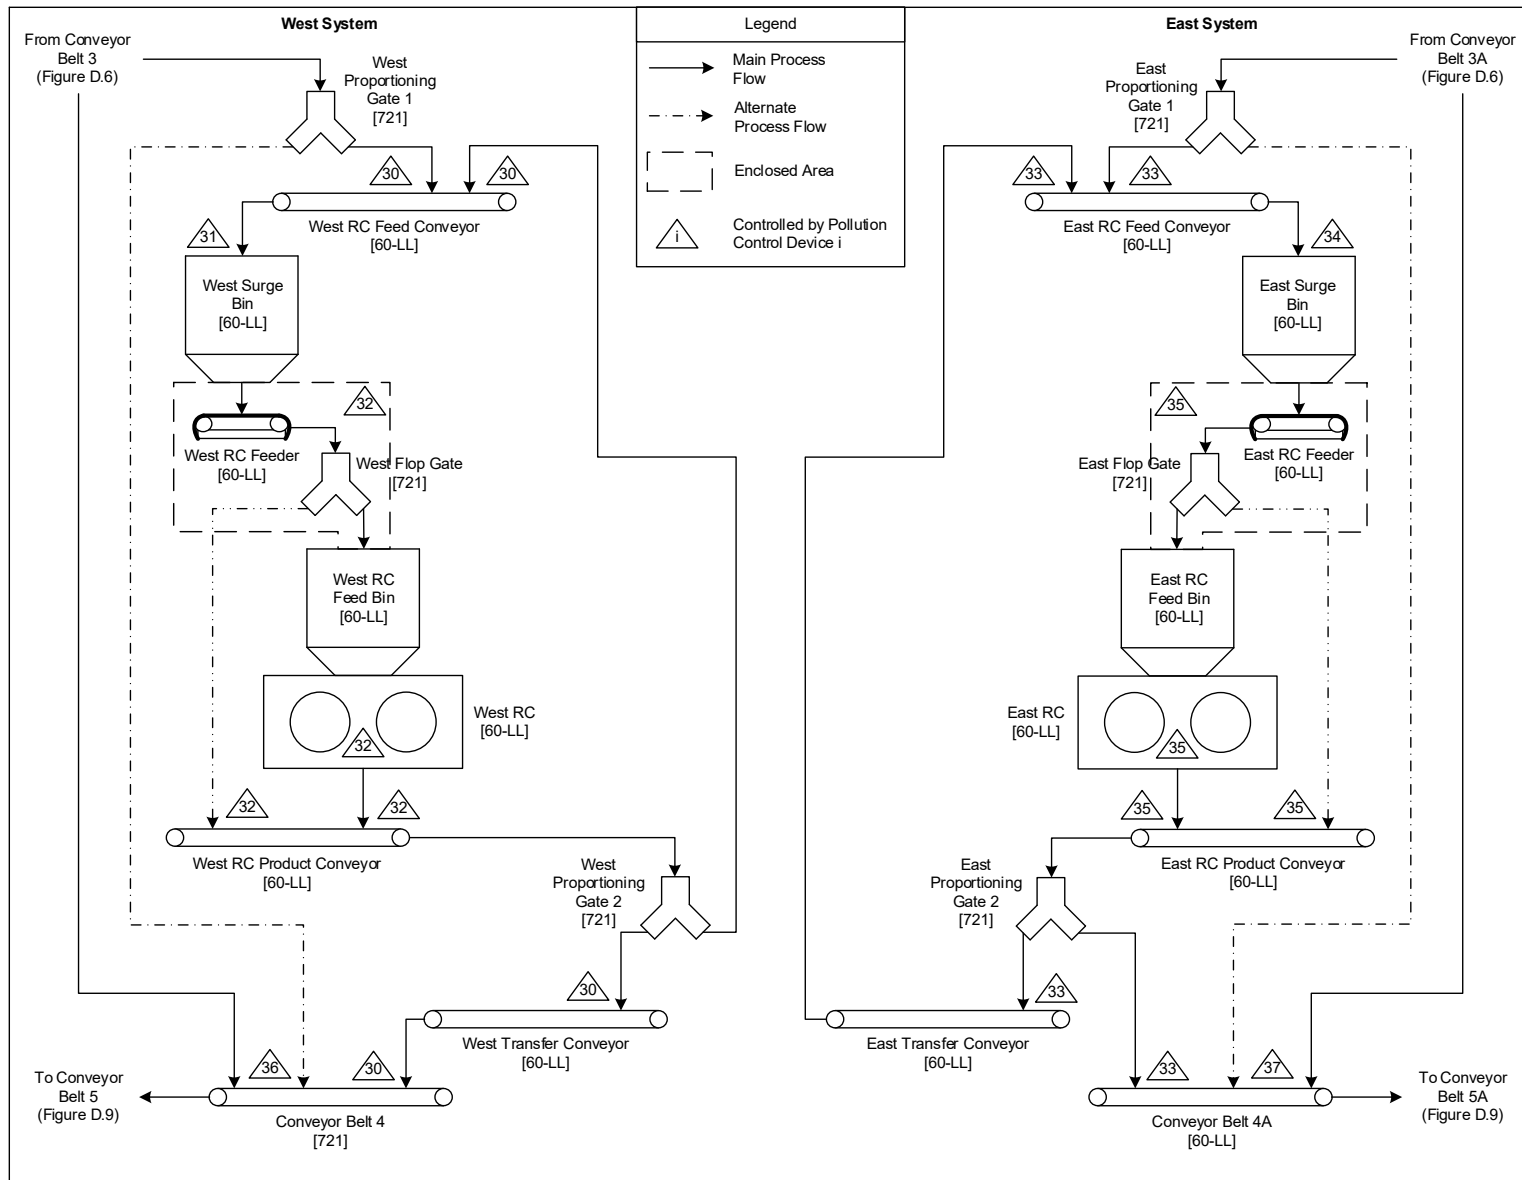 West System
Legend
East System
From Conveyor
Belt 3
(Figure D.6)
West
Proportioning
Gate 1
[721]
Main Process
Flow
Alternate
Process Flow
Enclosed Area
i
Controlled by Pollution
Control Device i
East
Proportioning
Gate 1
[721]
From Conveyor
Belt 3A
(Figure D.6)
30
30
West RC Feed Conveyor
[60-LL]
31
West Surge
Bin
[60-LL]
32
West RC Feeder
[60-LL]
West Flop Gate
[721]
West RC
Feed Bin
[60-LL]
West RC
[60-LL]
32
32
32
West RC Product Conveyor
[60-LL]
West
Proportioning
Gate 2
[721]
30
West Transfer Conveyor
[60-LL]
36
30
To Conveyor
Belt 5
(Figure D.9)
Conveyor Belt 4
[721]
33
33
East RC Feed Conveyor
[60-LL]
34
East Surge
Bin
[60-LL]
35
East RC Feeder
[60-LL]
East Flop Gate
[721]
East RC
Feed Bin
[60-LL]
East RC
[60-LL]
35
35
35
East RC Product Conveyor
[60-LL]
East
Proportioning
Gate 2
[721]
33
East Transfer Conveyor
[60-LL]
33
37
To Conveyor
Belt 5A
(Figure D.9)
Conveyor Belt 4A
[60-LL]